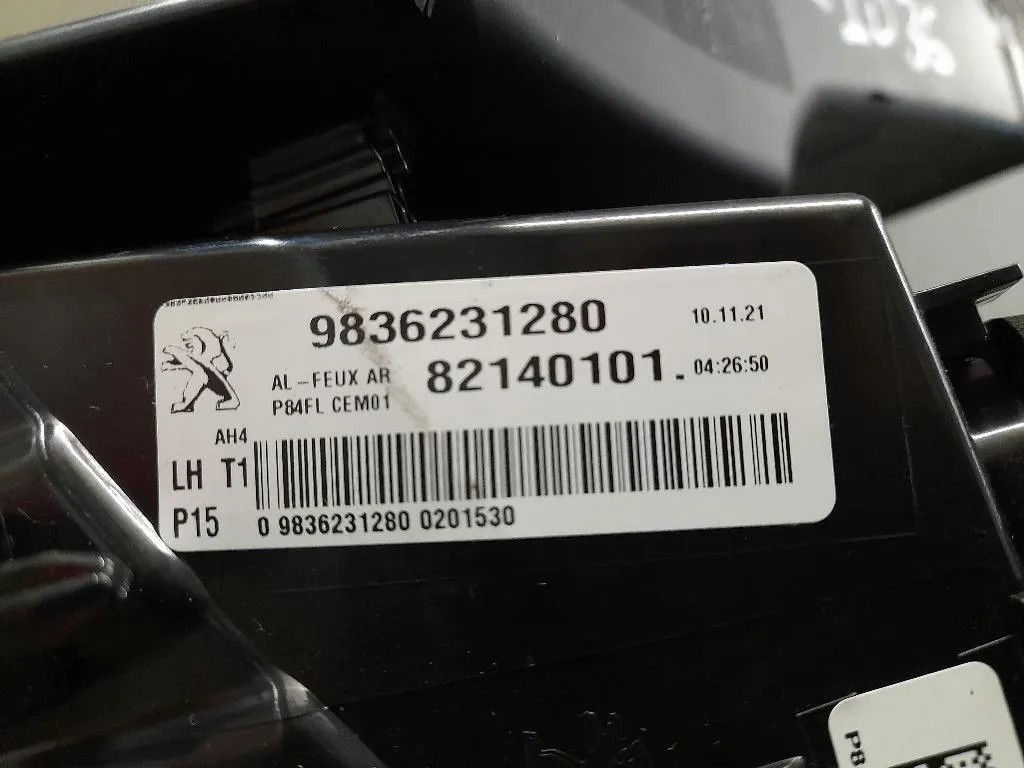 9836231280 10.11.21
AL-FEUX AR 82140101. 04:26:50
P84FL CEM01
AH4
LH T1
P15 0 9836231280 0201530
P8